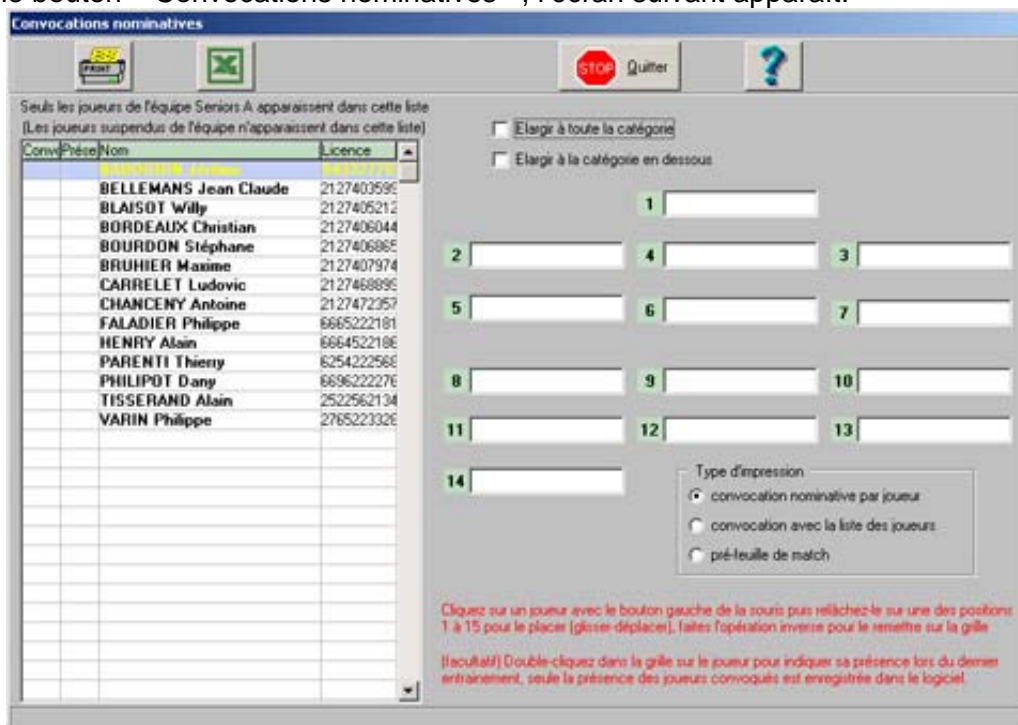 le bouton « Convocations nominatives », l'écran suivant apparaît:
Convocations nominatives
PRINT
STOP Quitter
?
Seuls les joueurs de l'équipe Seniors A apparaissent dans cette liste
(Les joueurs suspendus de l'équipe n'apparaissent dans cette liste)
Convo Prése Nom Licence
BELLEMANS Jean Claude 2127403595
BLAISOT Willy 2127405212
BORDEAUX Christian 2127406044
BOURDON Stéphane 2127406865
BRUHIER Maxime 2127407974
CARRELET Ludovic 2127468895
CHANCENY Antoine 2127472357
FALADIER Philippe 6665222181
HENRY Alain 6664522186
PARENTI Thierry 6254222568
PHILIPOT Dany 6696222276
TISSERAND Alain 2522562134
VARIN Philippe 2765223326
Elargir à toute la catégorie
Elargir à la catégorie en dessous
1
2 4 3
5 6 7
8 9 10
11 12 13
14
Type d'impression
convocation nominative par joueur
convocation avec la liste des joueurs
pré-feuille de match
Cliquez sur un joueur avec le bouton gauche de la souris puis relâchez-le sur une des positions
1 à 15 pour le placer (glisser-déplacer), faites l'opération inverse pour le remettre sur la grille
(facultatif) Double-cliquez dans la grille sur le joueur pour indiquer sa présence lors du dernier
entrainement, seule la présence des joueurs convoqués est enregistrée dans le logiciel